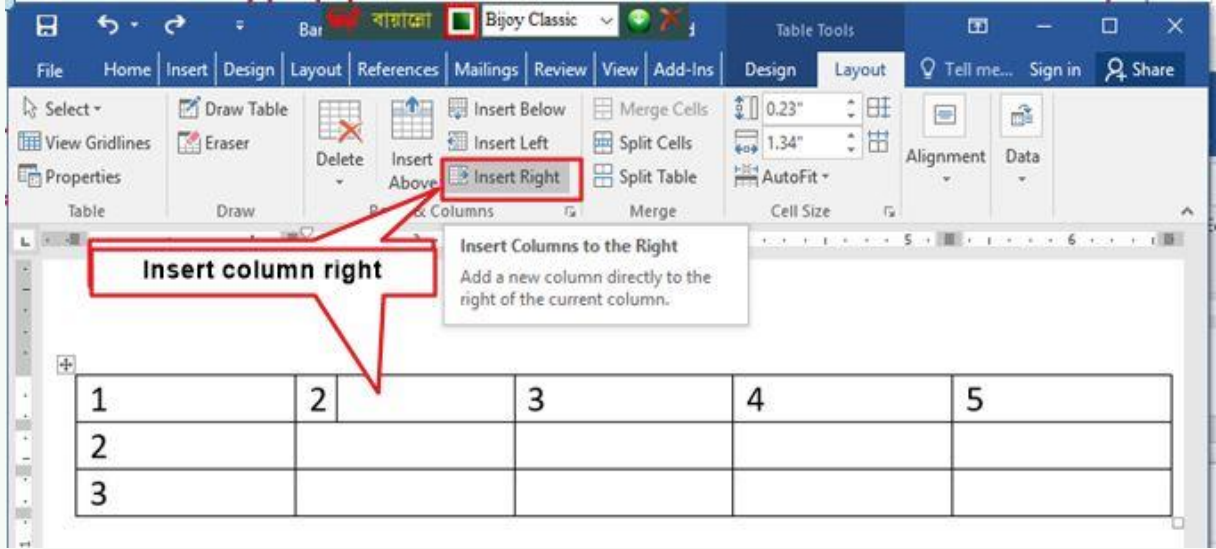 Bar বায়ান্নো Bijoy Classic d Table Tools
File Home Insert Design Layout References Mailings Review View Add-Ins Design Layout Tell me... Sign in Share
Select Draw Table Insert Below Merge Cells 0.23"
View Gridlines Eraser Delete Insert Above Insert Left Split Cells 1.34" Alignment Data
Properties Insert Right Split Table AutoFit
Table Draw Columns Merge Cell Size
5 6
Insert column right
Insert Columns to the Right
Add a new column directly to the
right of the current column.
1 2 3 4 5
2
3